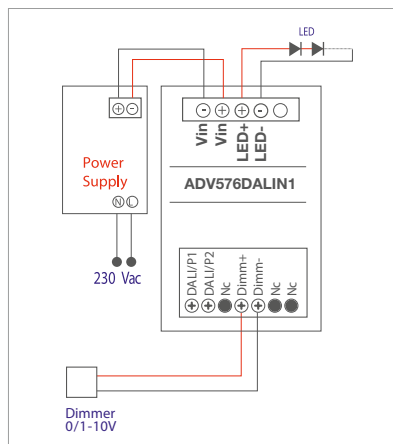 LED
+ -
- + + -
Vin Vin LED+ LED-
Power
Supply
ADV576DALIN1
N L
230 Vac
DALI/P1 DALI/P2 Nc Dimm+ Dimm- Nc Nc
+ + + +
Dimmer
0/1-10V